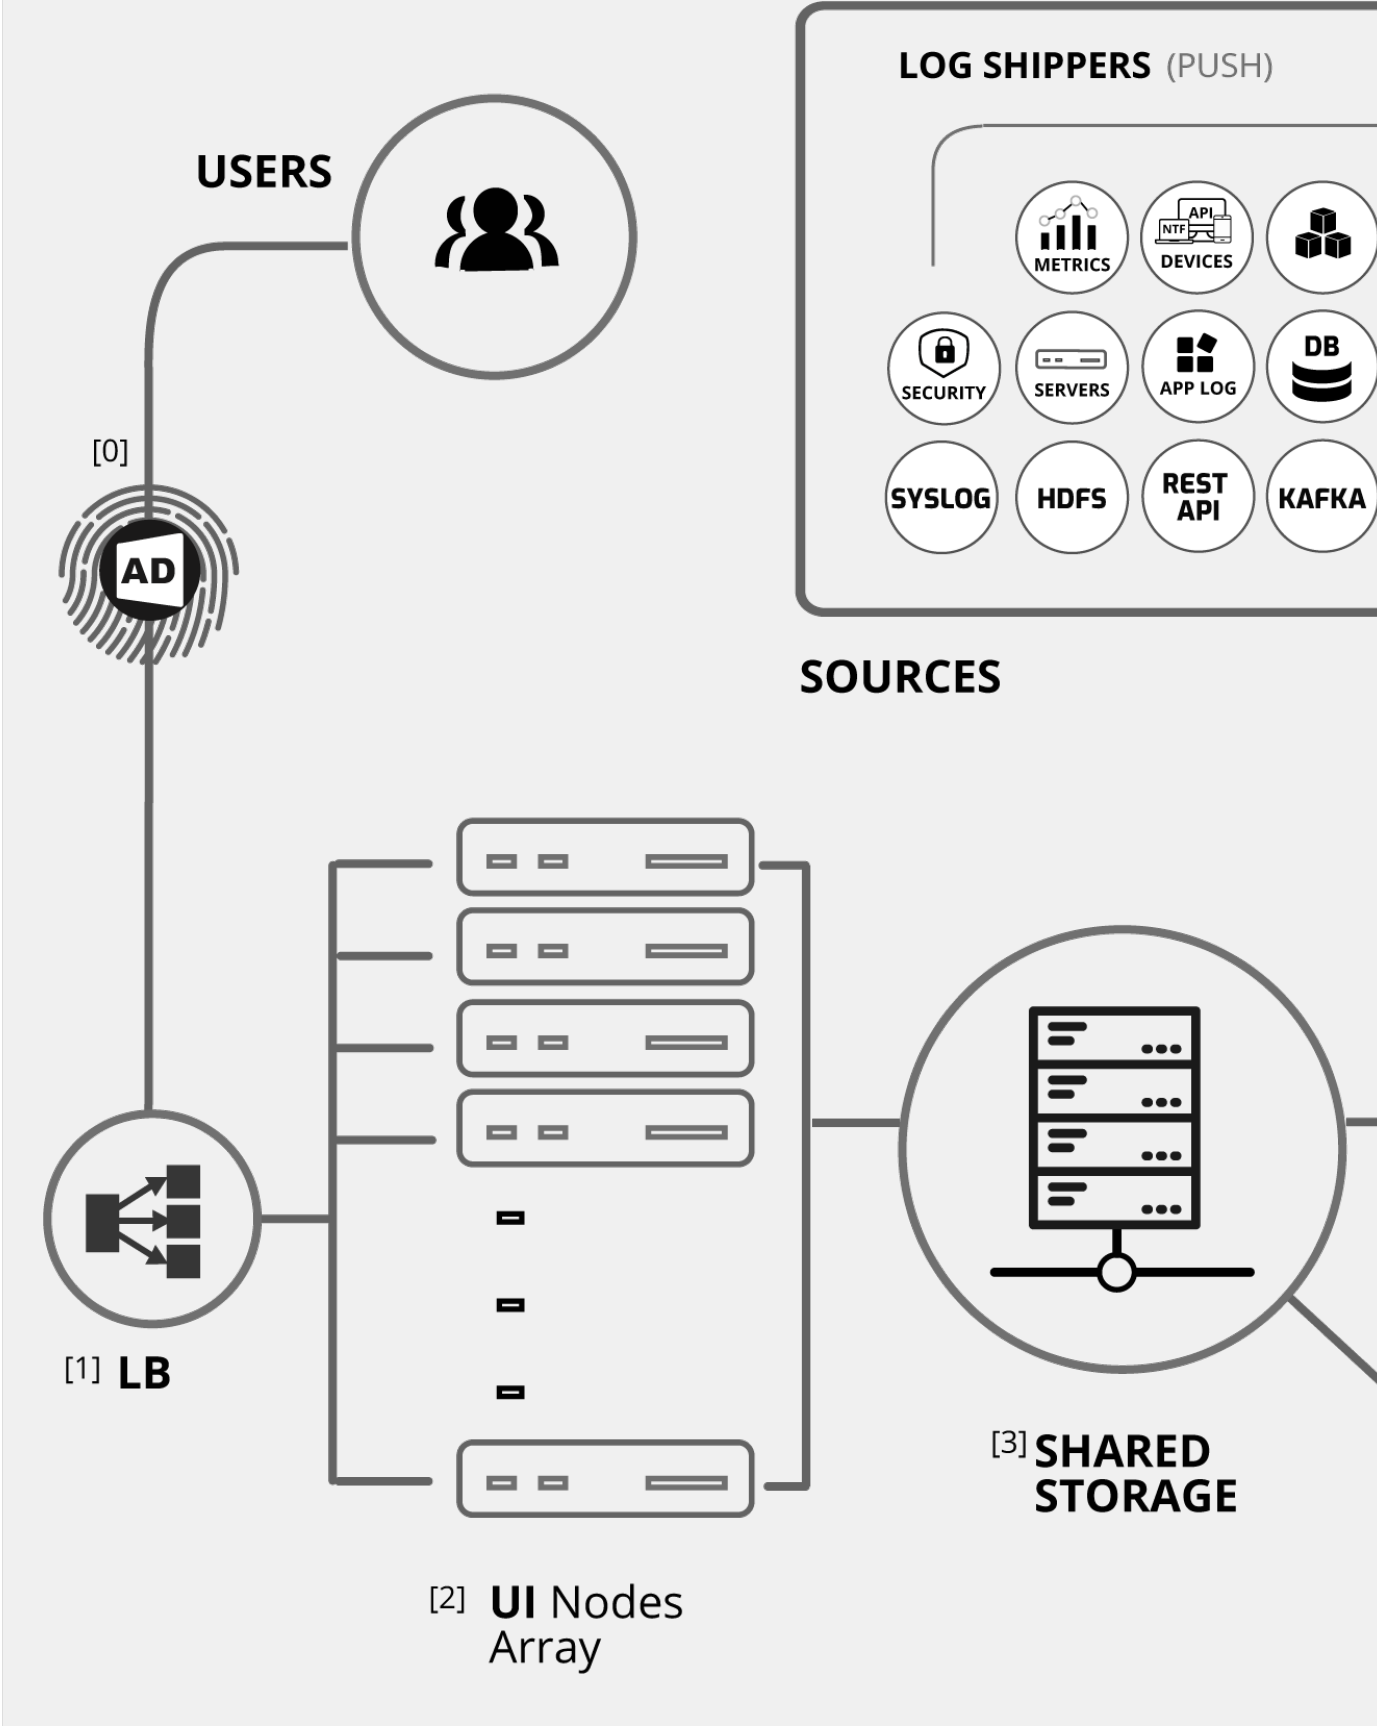 LOG SHIPPERS (PUSH)
USERS
METRICS
API
NTF
DEVICES
SECURITY
SERVERS
APP LOG
DB
SYSLOG
HDFS
REST
API
KAFKA
[0]
AD
SOURCES
[1] LB
[3] SHARED
STORAGE
[2] UI Nodes
Array